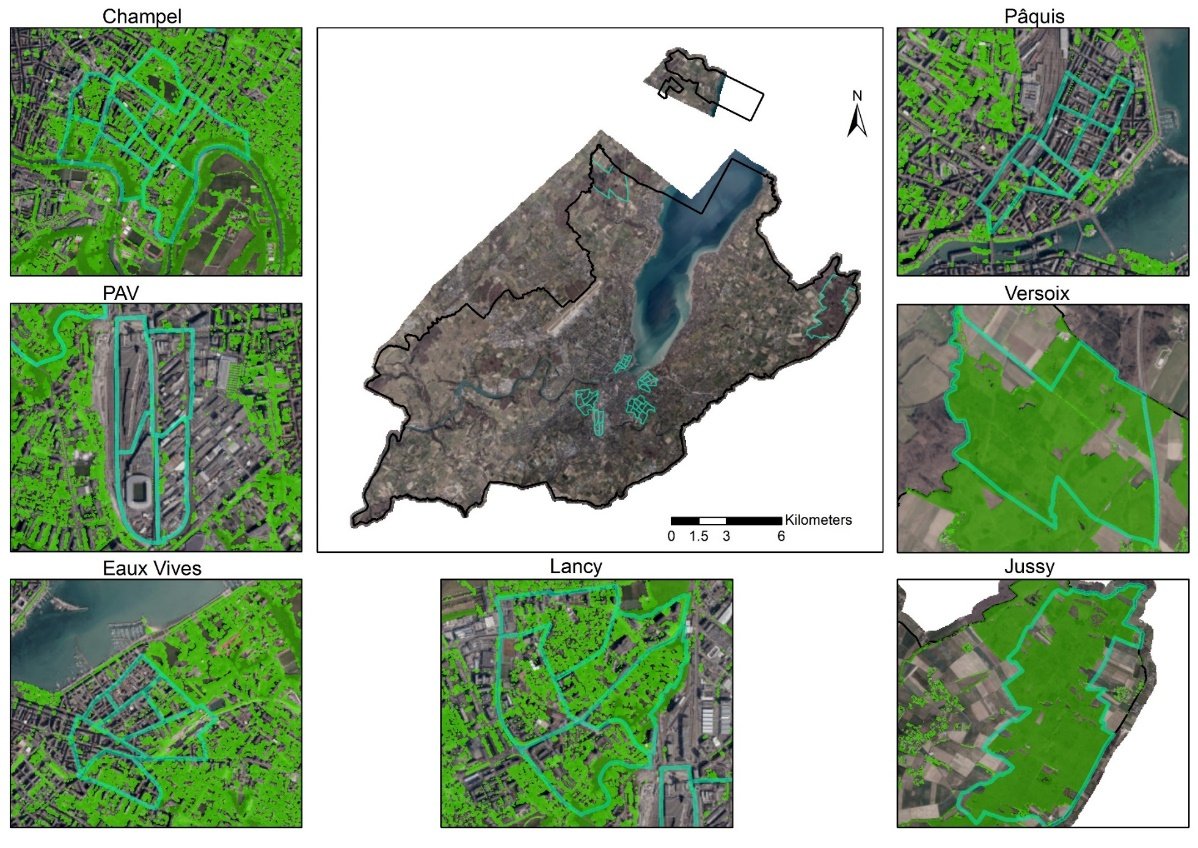 Champel
Pâquis
N
PAV
Versoix
Kilometers
0 1.5 3 6
Eaux Vives
Lancy
Jussy